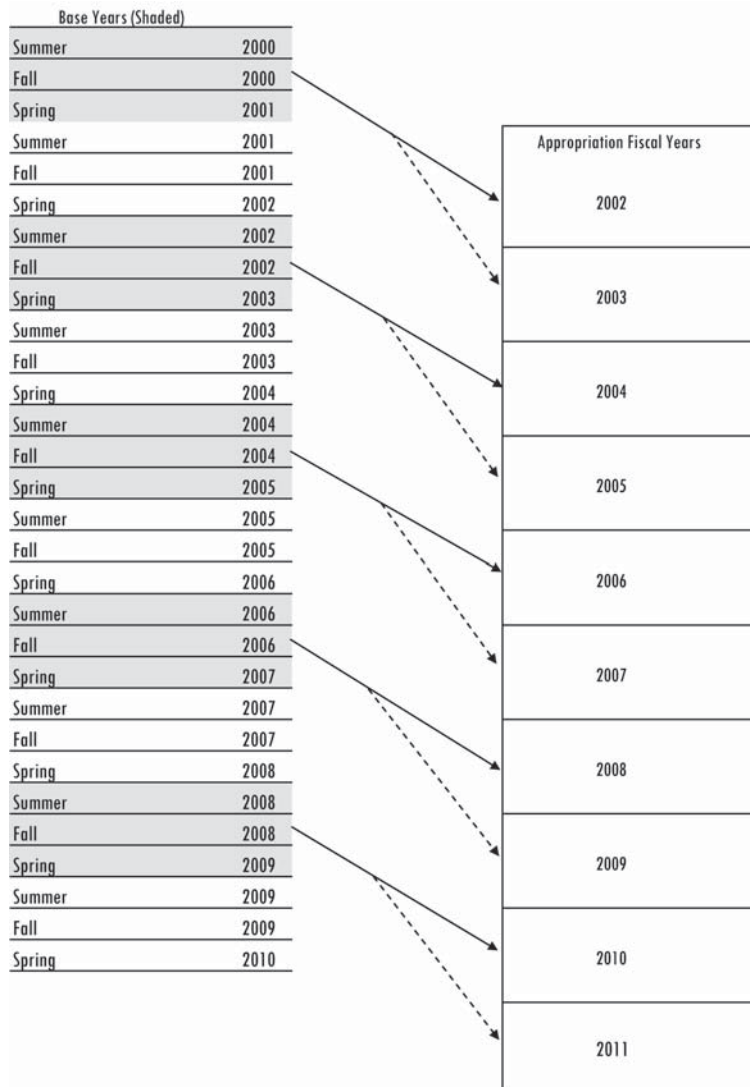 Base Years (Shaded)
Summer 2000
Fall 2000
Spring 2001
Summer 2001
Fall 2001
Spring 2002
Summer 2002
Fall 2002
Spring 2003
Summer 2003
Fall 2003
Spring 2004
Summer 2004
Fall 2004
Spring 2005
Summer 2005
Fall 2005
Spring 2006
Summer 2006
Fall 2006
Spring 2007
Summer 2007
Fall 2007
Spring 2008
Summer 2008
Fall 2008
Spring 2009
Summer 2009
Fall 2009
Spring 2010
Appropriation Fiscal Years
2002
2003
2004
2005
2006
2007
2008
2009
2010
2011